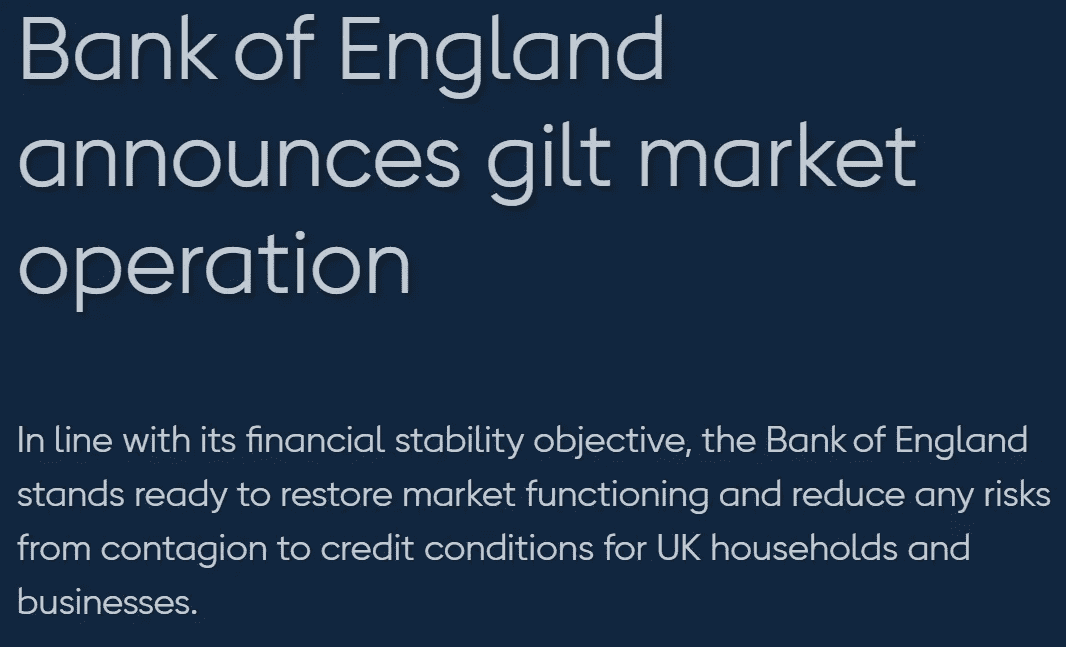 Bank of England
announces gilt market
operation
In line with its financial stability objective, the Bank of England
stands ready to restore market functioning and reduce any risks
from contagion to credit conditions for UK households and
businesses.